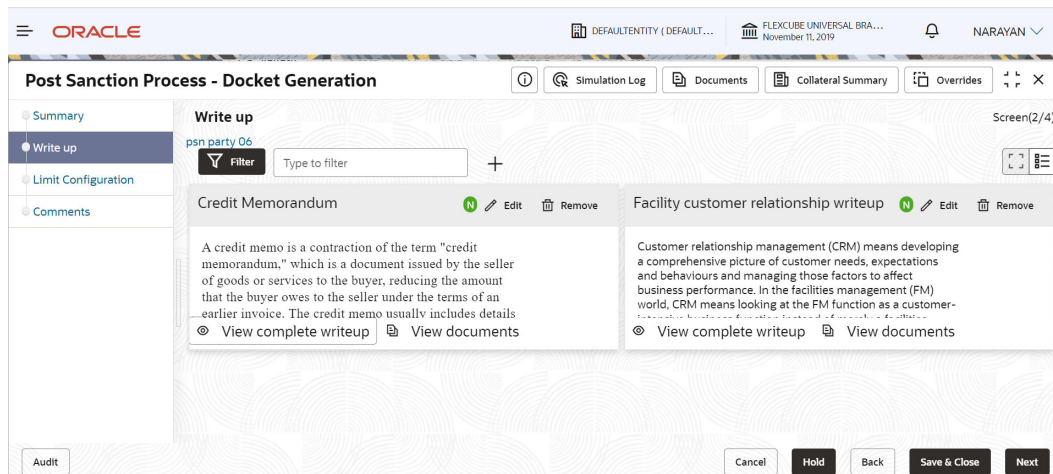 ORACLE
DEFAULTENTITY ( DEFAULT...
FLEXCUBE UNIVERSAL BRA...
November 11, 2019
NARAYAN
Post Sanction Process - Docket Generation
Simulation Log
Documents
Collateral Summary
Overrides
Summary
Write up
Limit Configuration
Comments
Write up
Screen(2/4)
psn party 06
Filter
Type to filter
Credit Memorandum
N
Edit
Remove
A credit memo is a contraction of the term "credit
memorandum," which is a document issued by the seller
of goods or services to the buyer, reducing the amount
that the buyer owes to the seller under the terms of an
earlier invoice. The credit memo usually includes details
View complete writeup
View documents
Facility customer relationship writeup
N
Edit
Remove
Customer relationship management (CRM) means developing
a comprehensive picture of customer needs, expectations
and behaviours and managing those factors to affect
business performance. In the facilities management (FM)
world, CRM means looking at the FM function as a customer-
intensive business function instead of merely a facilities
View complete writeup
View documents
Audit
Cancel
Hold
Back
Save & Close
Next